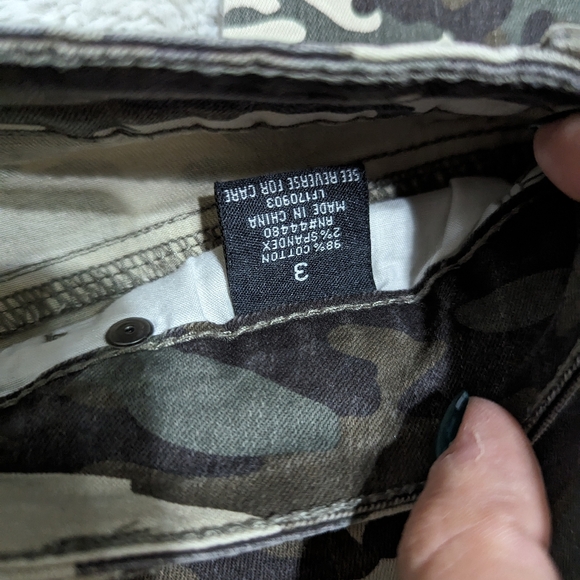 3
98% COTTON
2% SPANDEX
RN#44480
MADE IN CHINA
LF170903
SEE REVERSE FOR CARE